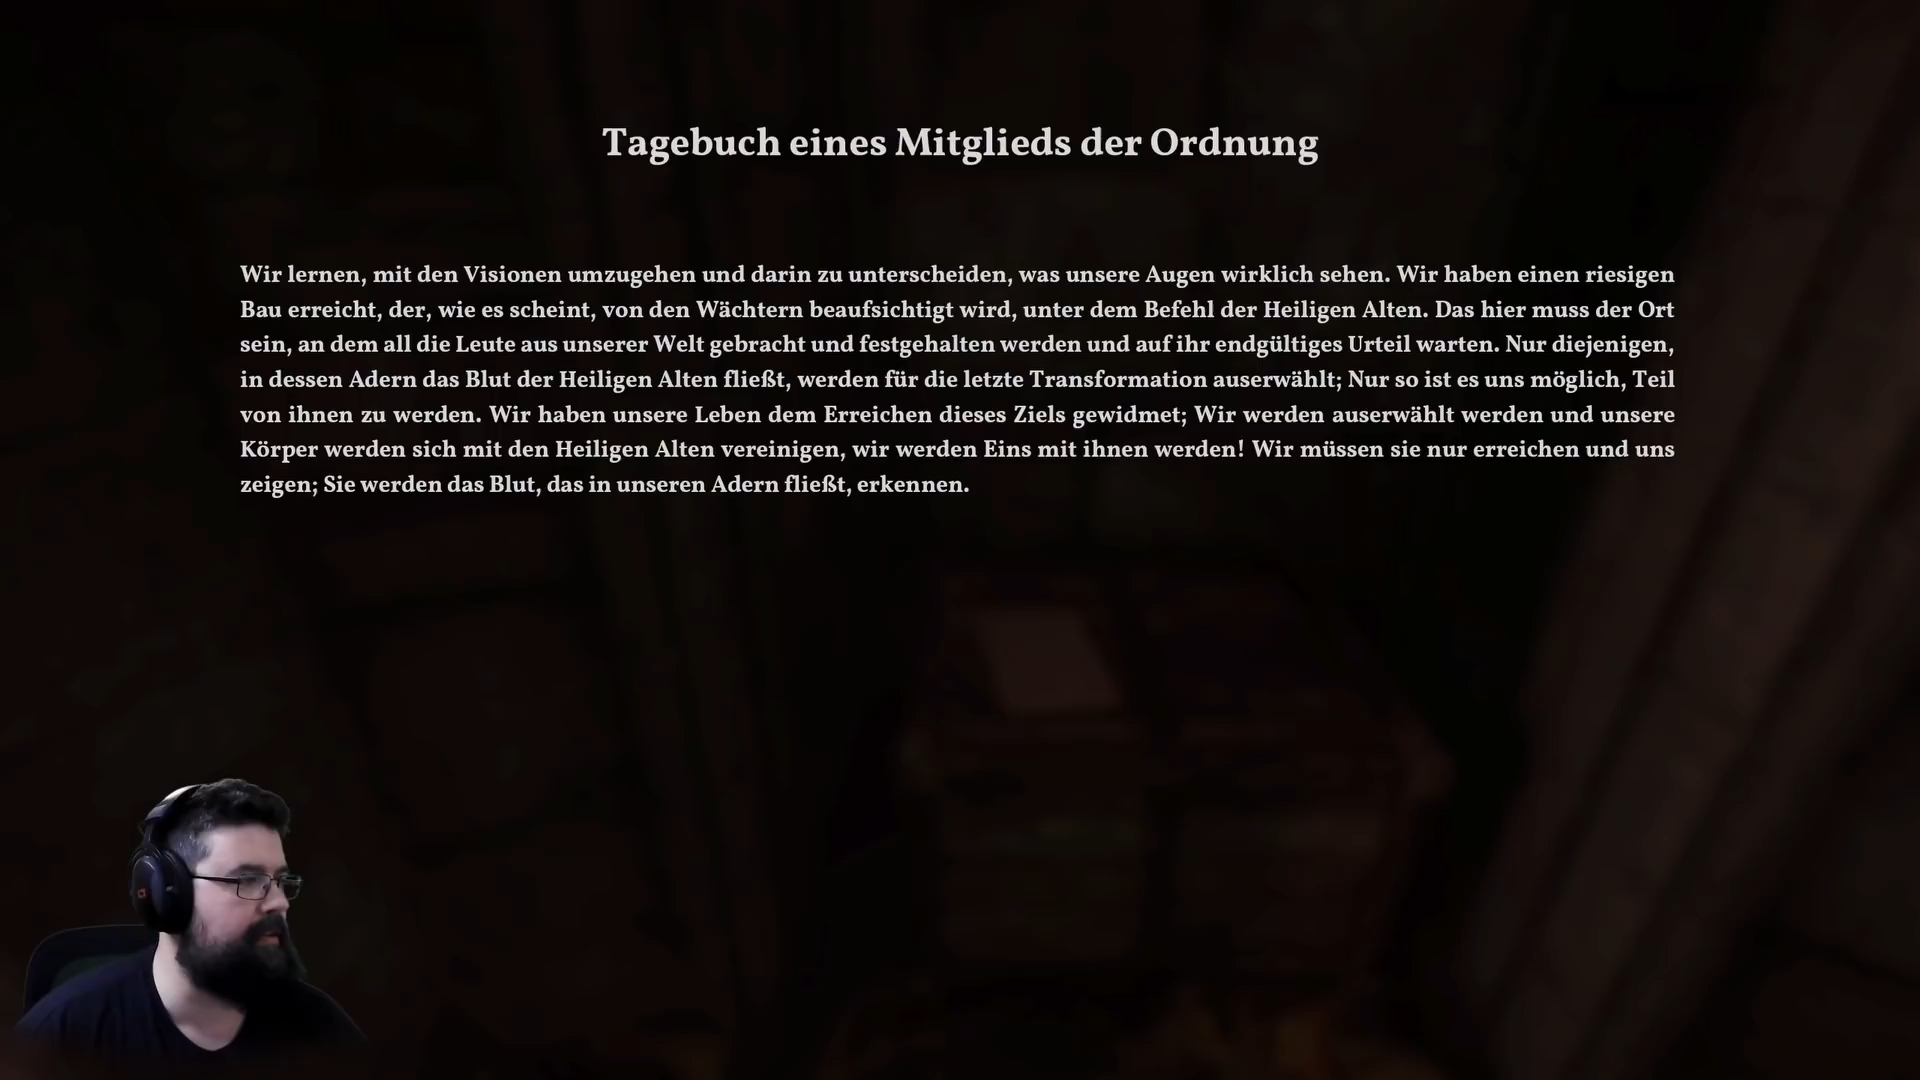 Tagebuch eines Mitglieds der Ordnung
Wir lernen, mit den Visionen umzugehen und darin zu unterscheiden, was unsere Augen wirklich sehen. Wir haben einen riesigen
Bau erreicht, der, wie es scheint, von den Wächtern beaufsichtigt wird, unter dem Befehl der Heiligen Alten. Das hier muss der Ort
sein, an dem all die Leute aus unserer Welt gebracht und festgehalten werden und auf ihr endgültiges Urteil warten. Nur diejenigen,
in dessen Adern das Blut der Heiligen Alten fließt, werden für die letzte Transformation auserwählt; Nur so ist es uns möglich, Teil
von ihnen zu werden. Wir haben unsere Leben dem Erreichen dieses Ziels gewidmet; Wir werden auserwählt werden und unsere
Körper werden sich mit den Heiligen Alten vereinigen, wir werden Eins mit ihnen werden! Wir müssen sie nur erreichen und uns
zeigen; Sie werden das Blut, das in unseren Adern fließt, erkennen.